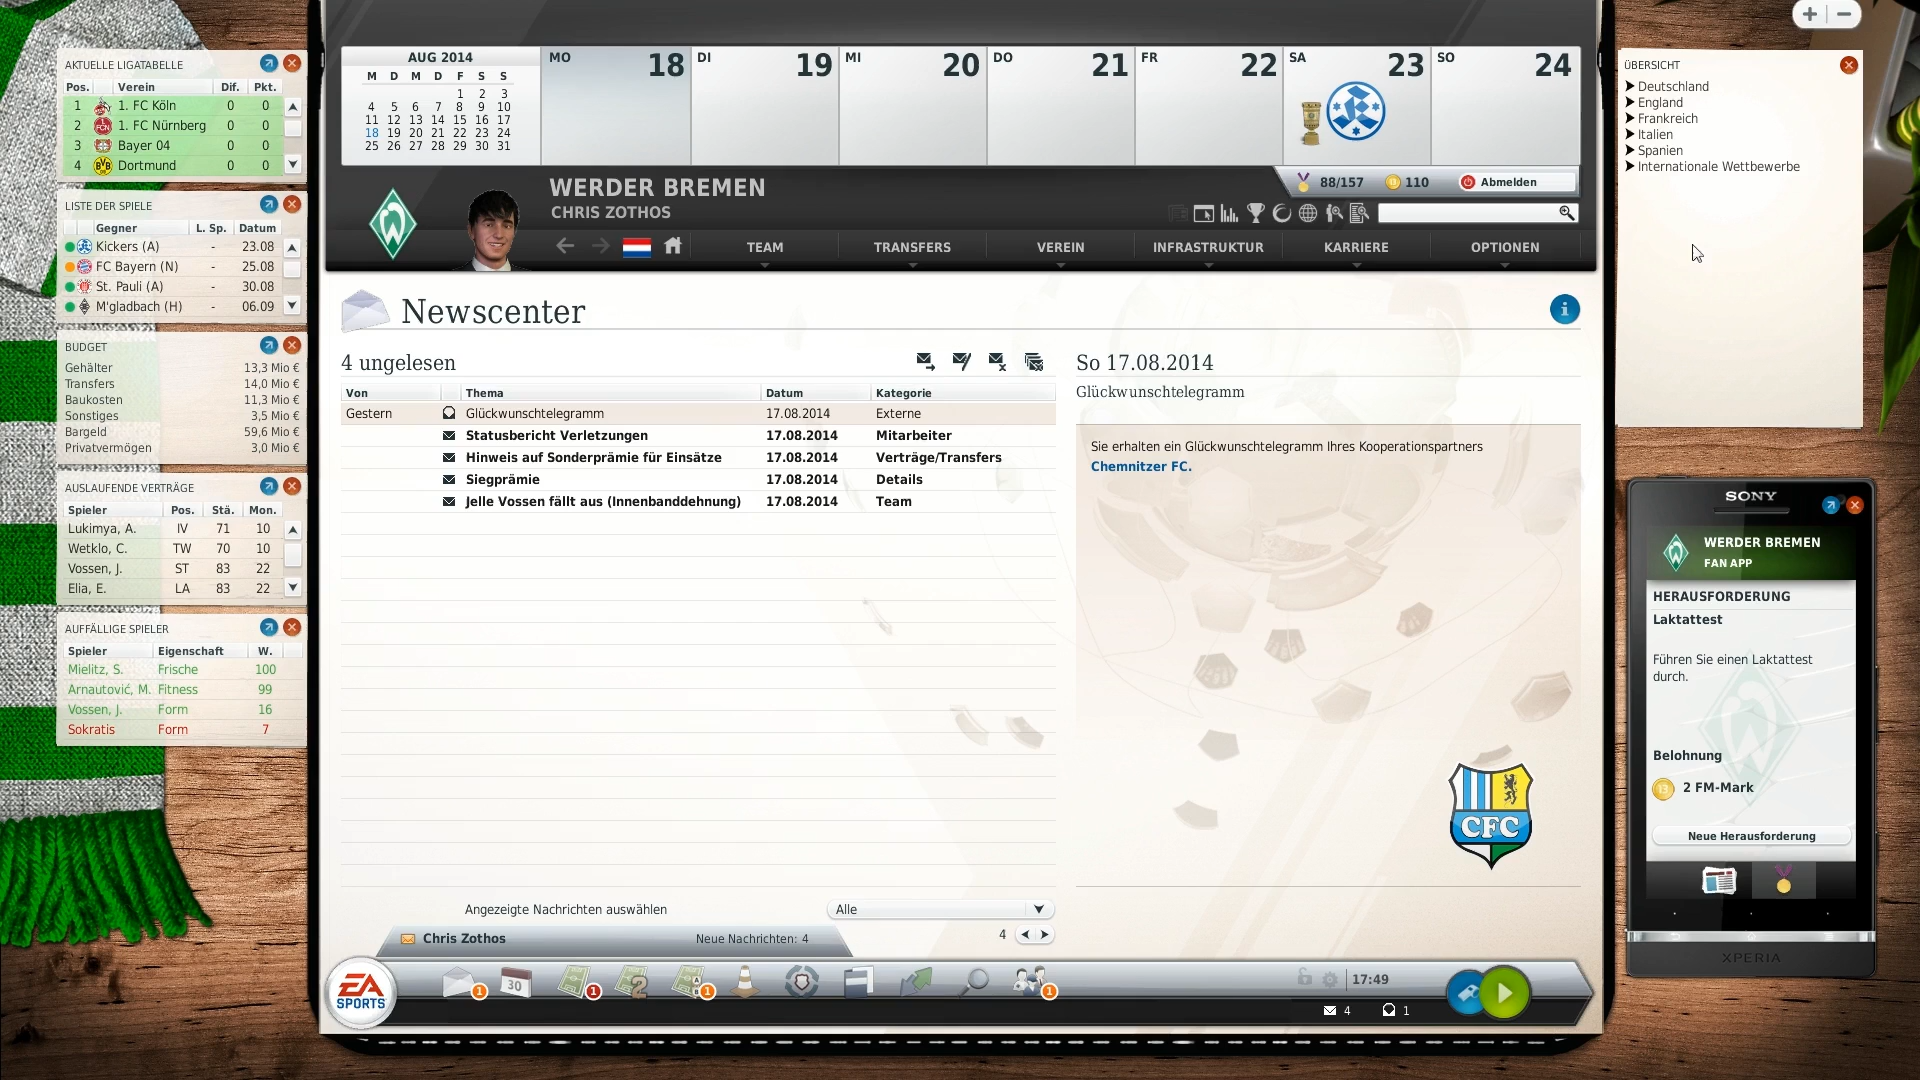 AKTUELLE LIGATABELLE
Pos. Verein Dif. Pkt.
1 1. FC Köln 0 0
2 1. FC Nürnberg 0 0
3 Bayer 04 0 0
4 Dortmund 0 0
LISTE DER SPIELE
Gegner L. Sp. Datum
Kickers (A) - 23.08
FC Bayern (N) - 25.08
St. Pauli (A) - 30.08
M'gladbach (H) - 06.09
BUDGET
Gehälter 13,3 Mio €
Transfers 14,0 Mio €
Baukosten 11,3 Mio €
Sonstiges 3,5 Mio €
Bargeld 59,6 Mio €
Privatvermögen 3,0 Mio €
AUSLAUFENDE VERTRÄGE
Spieler Pos. Stä. Mon.
Lukimya, A. IV 71 10
Wetklo, C. TW 70 10
Vossen, J. ST 83 22
Elia, E. LA 83 22
AUFFÄLLIGE SPIELER
Spieler Eigenschaft W.
Mielitz, S. Frische 100
Arnautović, M. Fitness 99
Vossen, J. Form 16
Sokratis Form 7
AUG 2014
M D M D F S S
1 2 3
4 5 6 7 8 9 10
11 12 13 14 15 16 17
18 19 20 21 22 23 24
25 26 27 28 29 30 31
MO 18
DI 19
MI 20
DO 21
FR 22
SA 23
SO 24
WERDER BREMEN
CHRIS ZOTHOS
88/157
110
Abmelden
TEAM
TRANSFERS
VEREIN
INFRASTRUKTUR
KARRIERE
OPTIONEN
Newscenter
i
4 ungelesen
Von Thema Datum Kategorie
Gestern Glückwunschtelegramm 17.08.2014 Externe
Statusbericht Verletzungen 17.08.2014 Mitarbeiter
Hinweis auf Sonderprämie für Einsätze 17.08.2014 Verträge/Transfers
Siegprämie 17.08.2014 Details
Jelle Vossen fällt aus (Innenbanddehnung) 17.08.2014 Team
So 17.08.2014
Glückwunschtelegramm
Sie erhalten ein Glückwunschtelegramm Ihres Kooperationspartners
Chemnitzer FC.
CFC
Angezeigte Nachrichten auswählen
Alle
4
Chris Zothos
Neue Nachrichten: 4
EA
SPORTS
1
30
1
2
1
1
17:49
4
1
ÜBERSICHT
Deutschland
England
Frankreich
Italien
Spanien
Internationale Wettbewerbe
SONY
WERDER BREMEN
FAN APP
HERAUSFORDERUNG
Laktattest
Führen Sie einen Laktattest
durch.
Belohnung
13
2 FM-Mark
Neue Herausforderung
XPERIA